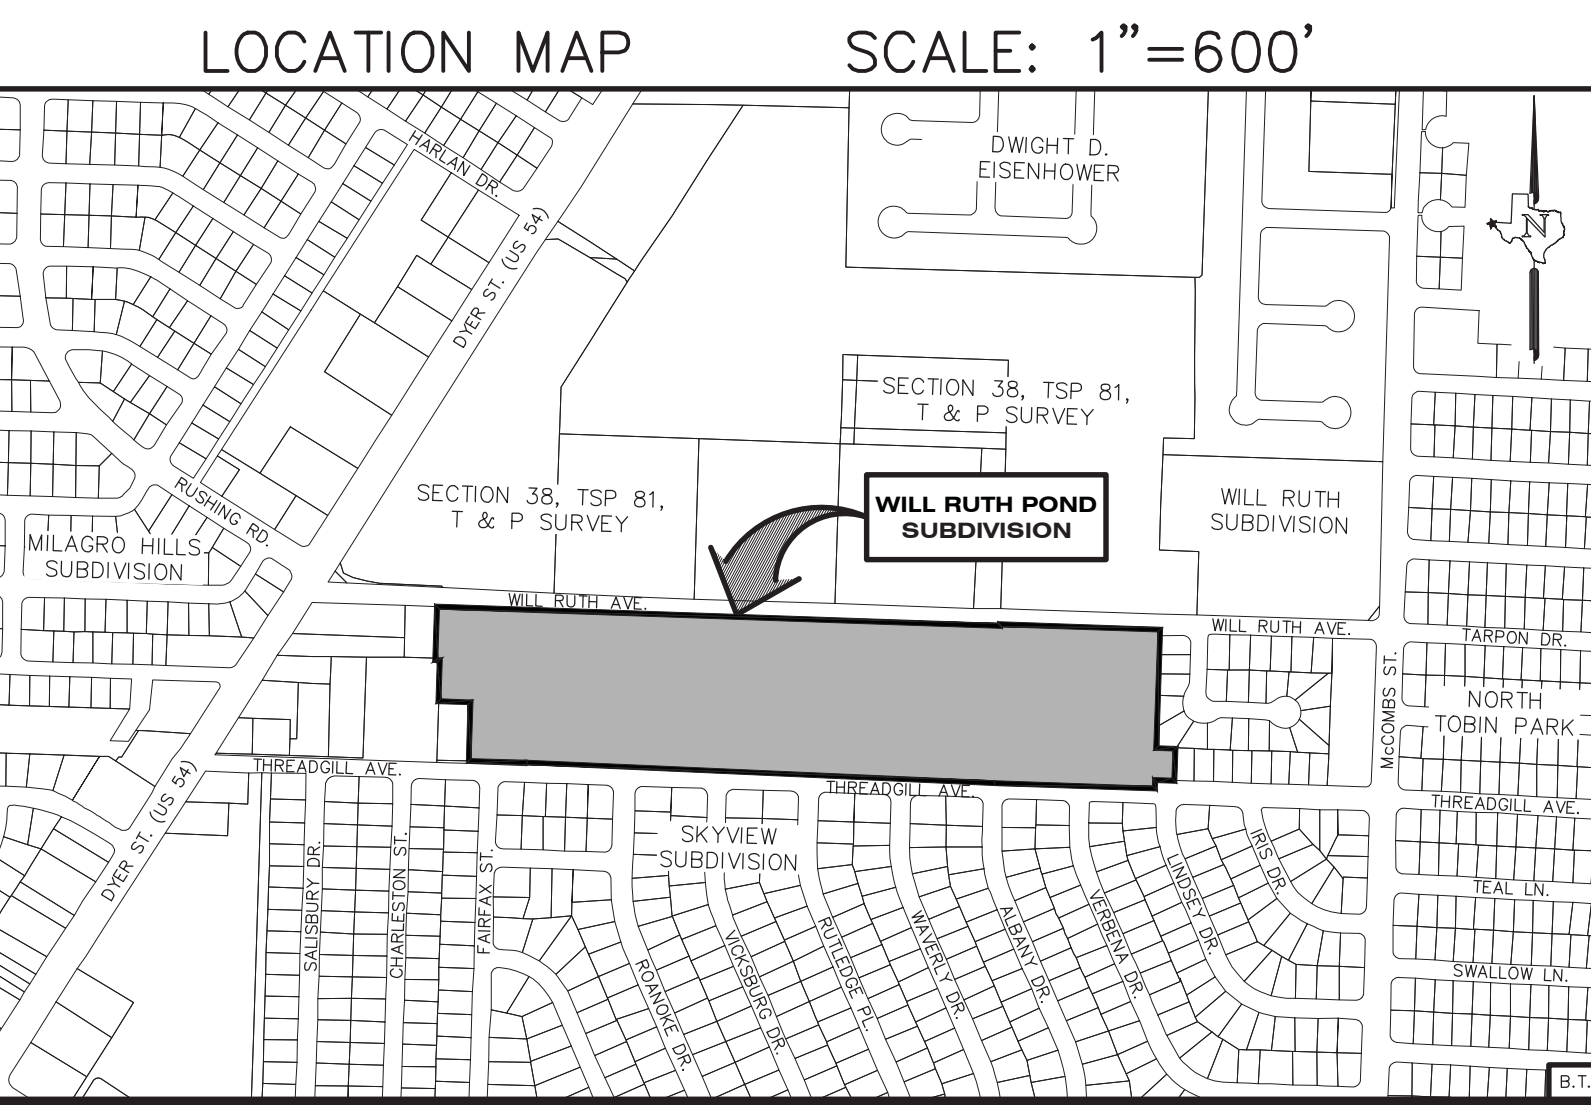 LOCATION MAP
SCALE: 1"=600'
HARLAN DR.
DWIGHT D.
EISENHOWER
N
DYER ST. (US 54)
SECTION 38, TSP 81,
T & P SURVEY
SECTION 38, TSP 81,
T & P SURVEY
WILL RUTH POND
SUBDIVISION
WILL RUTH
SUBDIVISION
RUSHING RD.
MILAGRO HILLS
SUBDIVISION
WILL RUTH AVE.
WILL RUTH AVE.
TARPON DR.
McCOMBS ST.
NORTH
TOBIN PARK
THREADGILL AVE.
THREADGILL AVE.
THREADGILL AVE.
DYER ST. (US 54)
SKYVIEW
SUBDIVISION
SALISBURY DR.
CHARLESTON ST.
FAIRFAX ST.
ROANOKE DR.
VICKSBURG DR.
RUTLEDGE PL.
WAVERLY DR.
ALBANY DR.
VERBENA DR.
LINDSEY DR.
IRIS DR.
TEAL LN.
SWALLOW LN.
B.T.